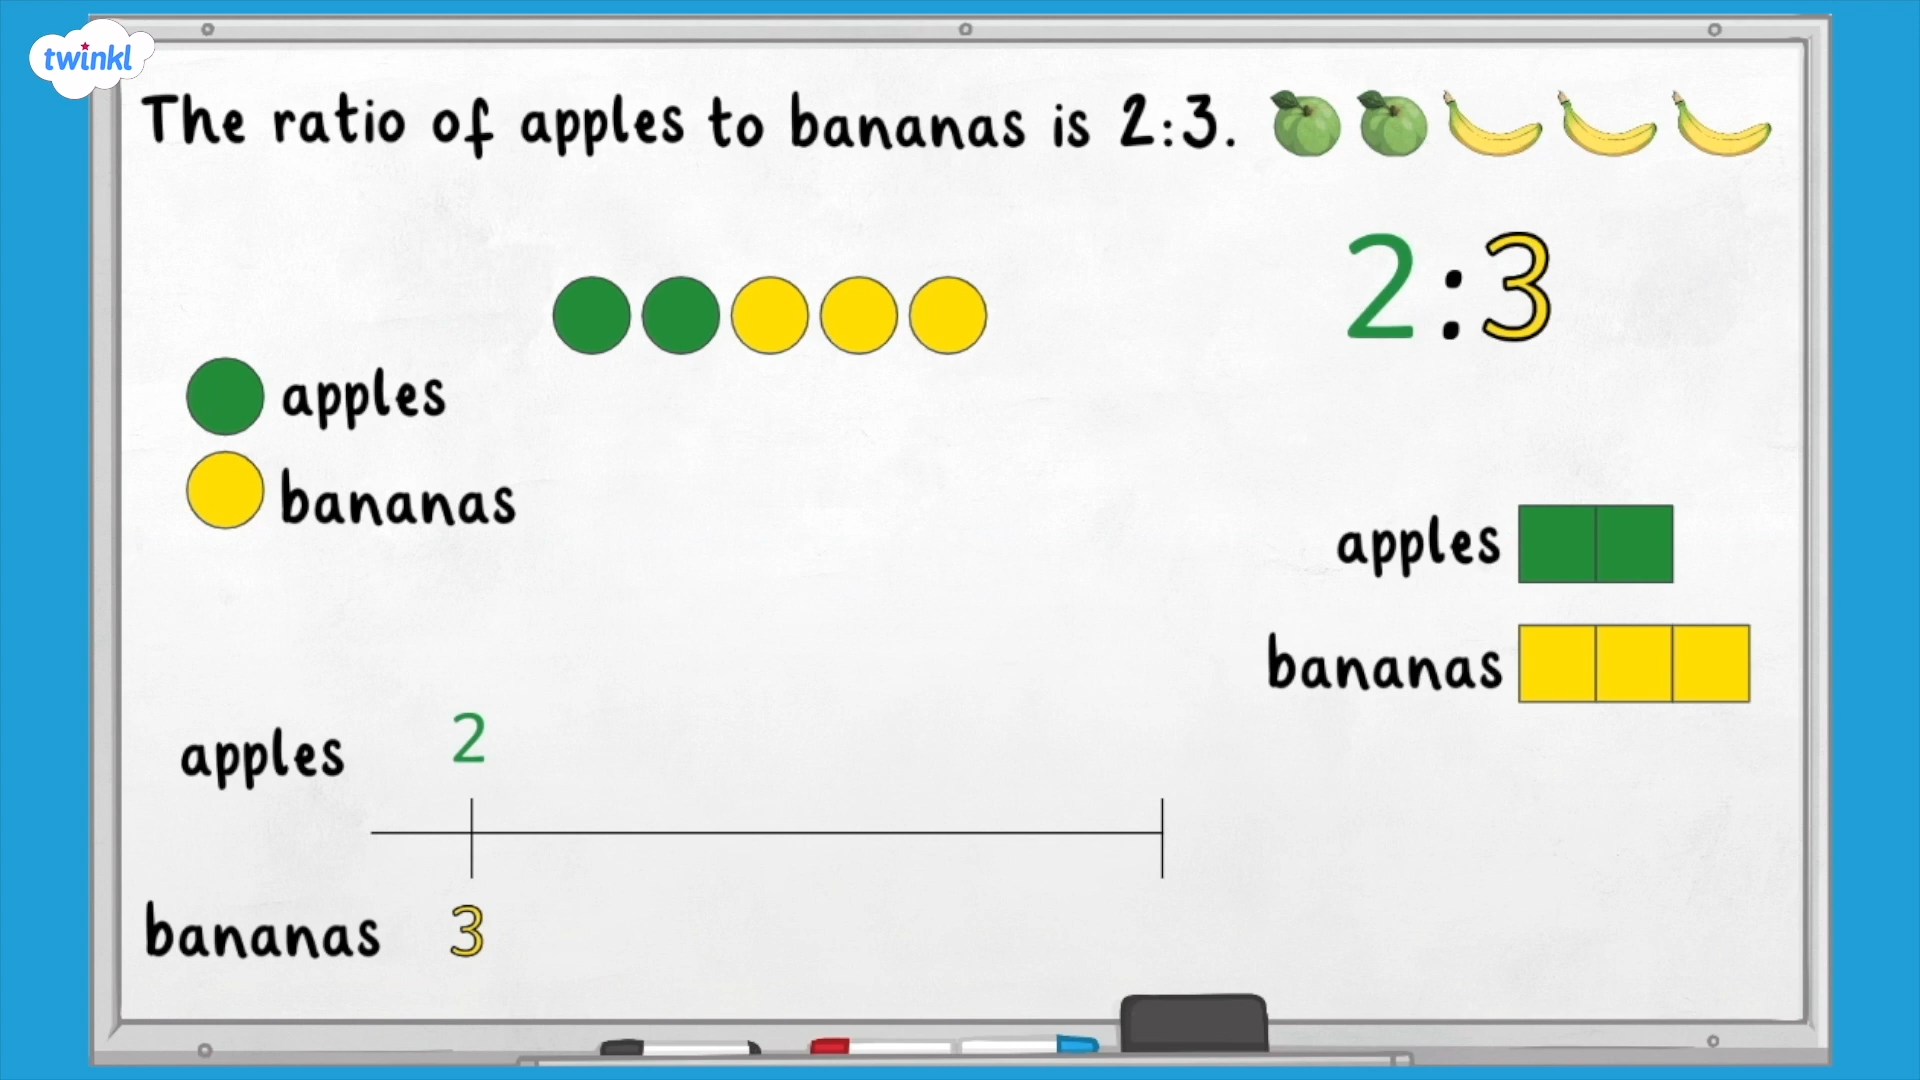 twinkl
The ratio of apples to bananas is 2:3.
2:3
apples
bananas
apples
bananas
apples 2
bananas 3